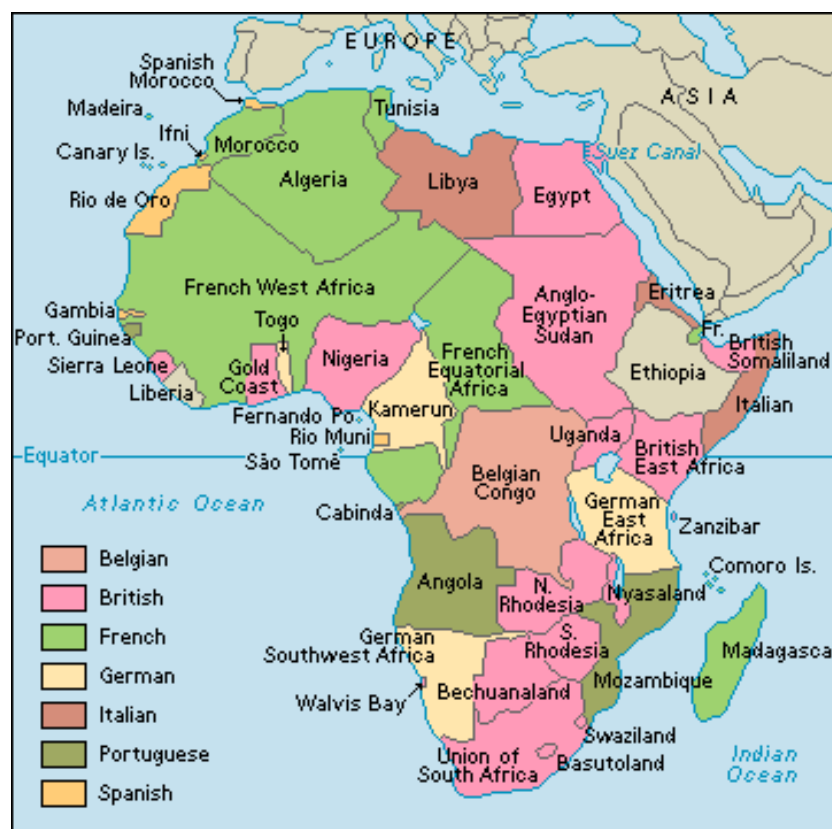 EUROPE
ASIA
Spanish
Morocco
Madeira
Ifni
Canary Is.
Rio de Oro
Morocco
Tunisia
Algeria
Libya
Egypt
Suez Canal
French West Africa
Gambia
Port. Guinea
Sierra Leone
Liberia
Togo
Gold
Coast
Nigeria
Kamerun
French
Equatorial
Africa
Anglo-
Egyptian
Sudan
Eritrea
Fr.
British
Somaliland
Ethiopia
Italian
Fernando Po
Rio Muni
São Tomé
Equator
Uganda
British
East Africa
Belgian
Congo
German
East
Africa
Zanzibar
Atlantic Ocean
Cabinda
Angola
N.
Rhodesia
Nyasaland
Comoro Is.
German
Southwest Africa
S.
Rhodesia
Madagasca
Mozambique
Walvis Bay
Bechuanaland
Swaziland
Basutoland
Union of
South Africa
Indian
Ocean
Belgian
British
French
German
Italian
Portuguese
Spanish